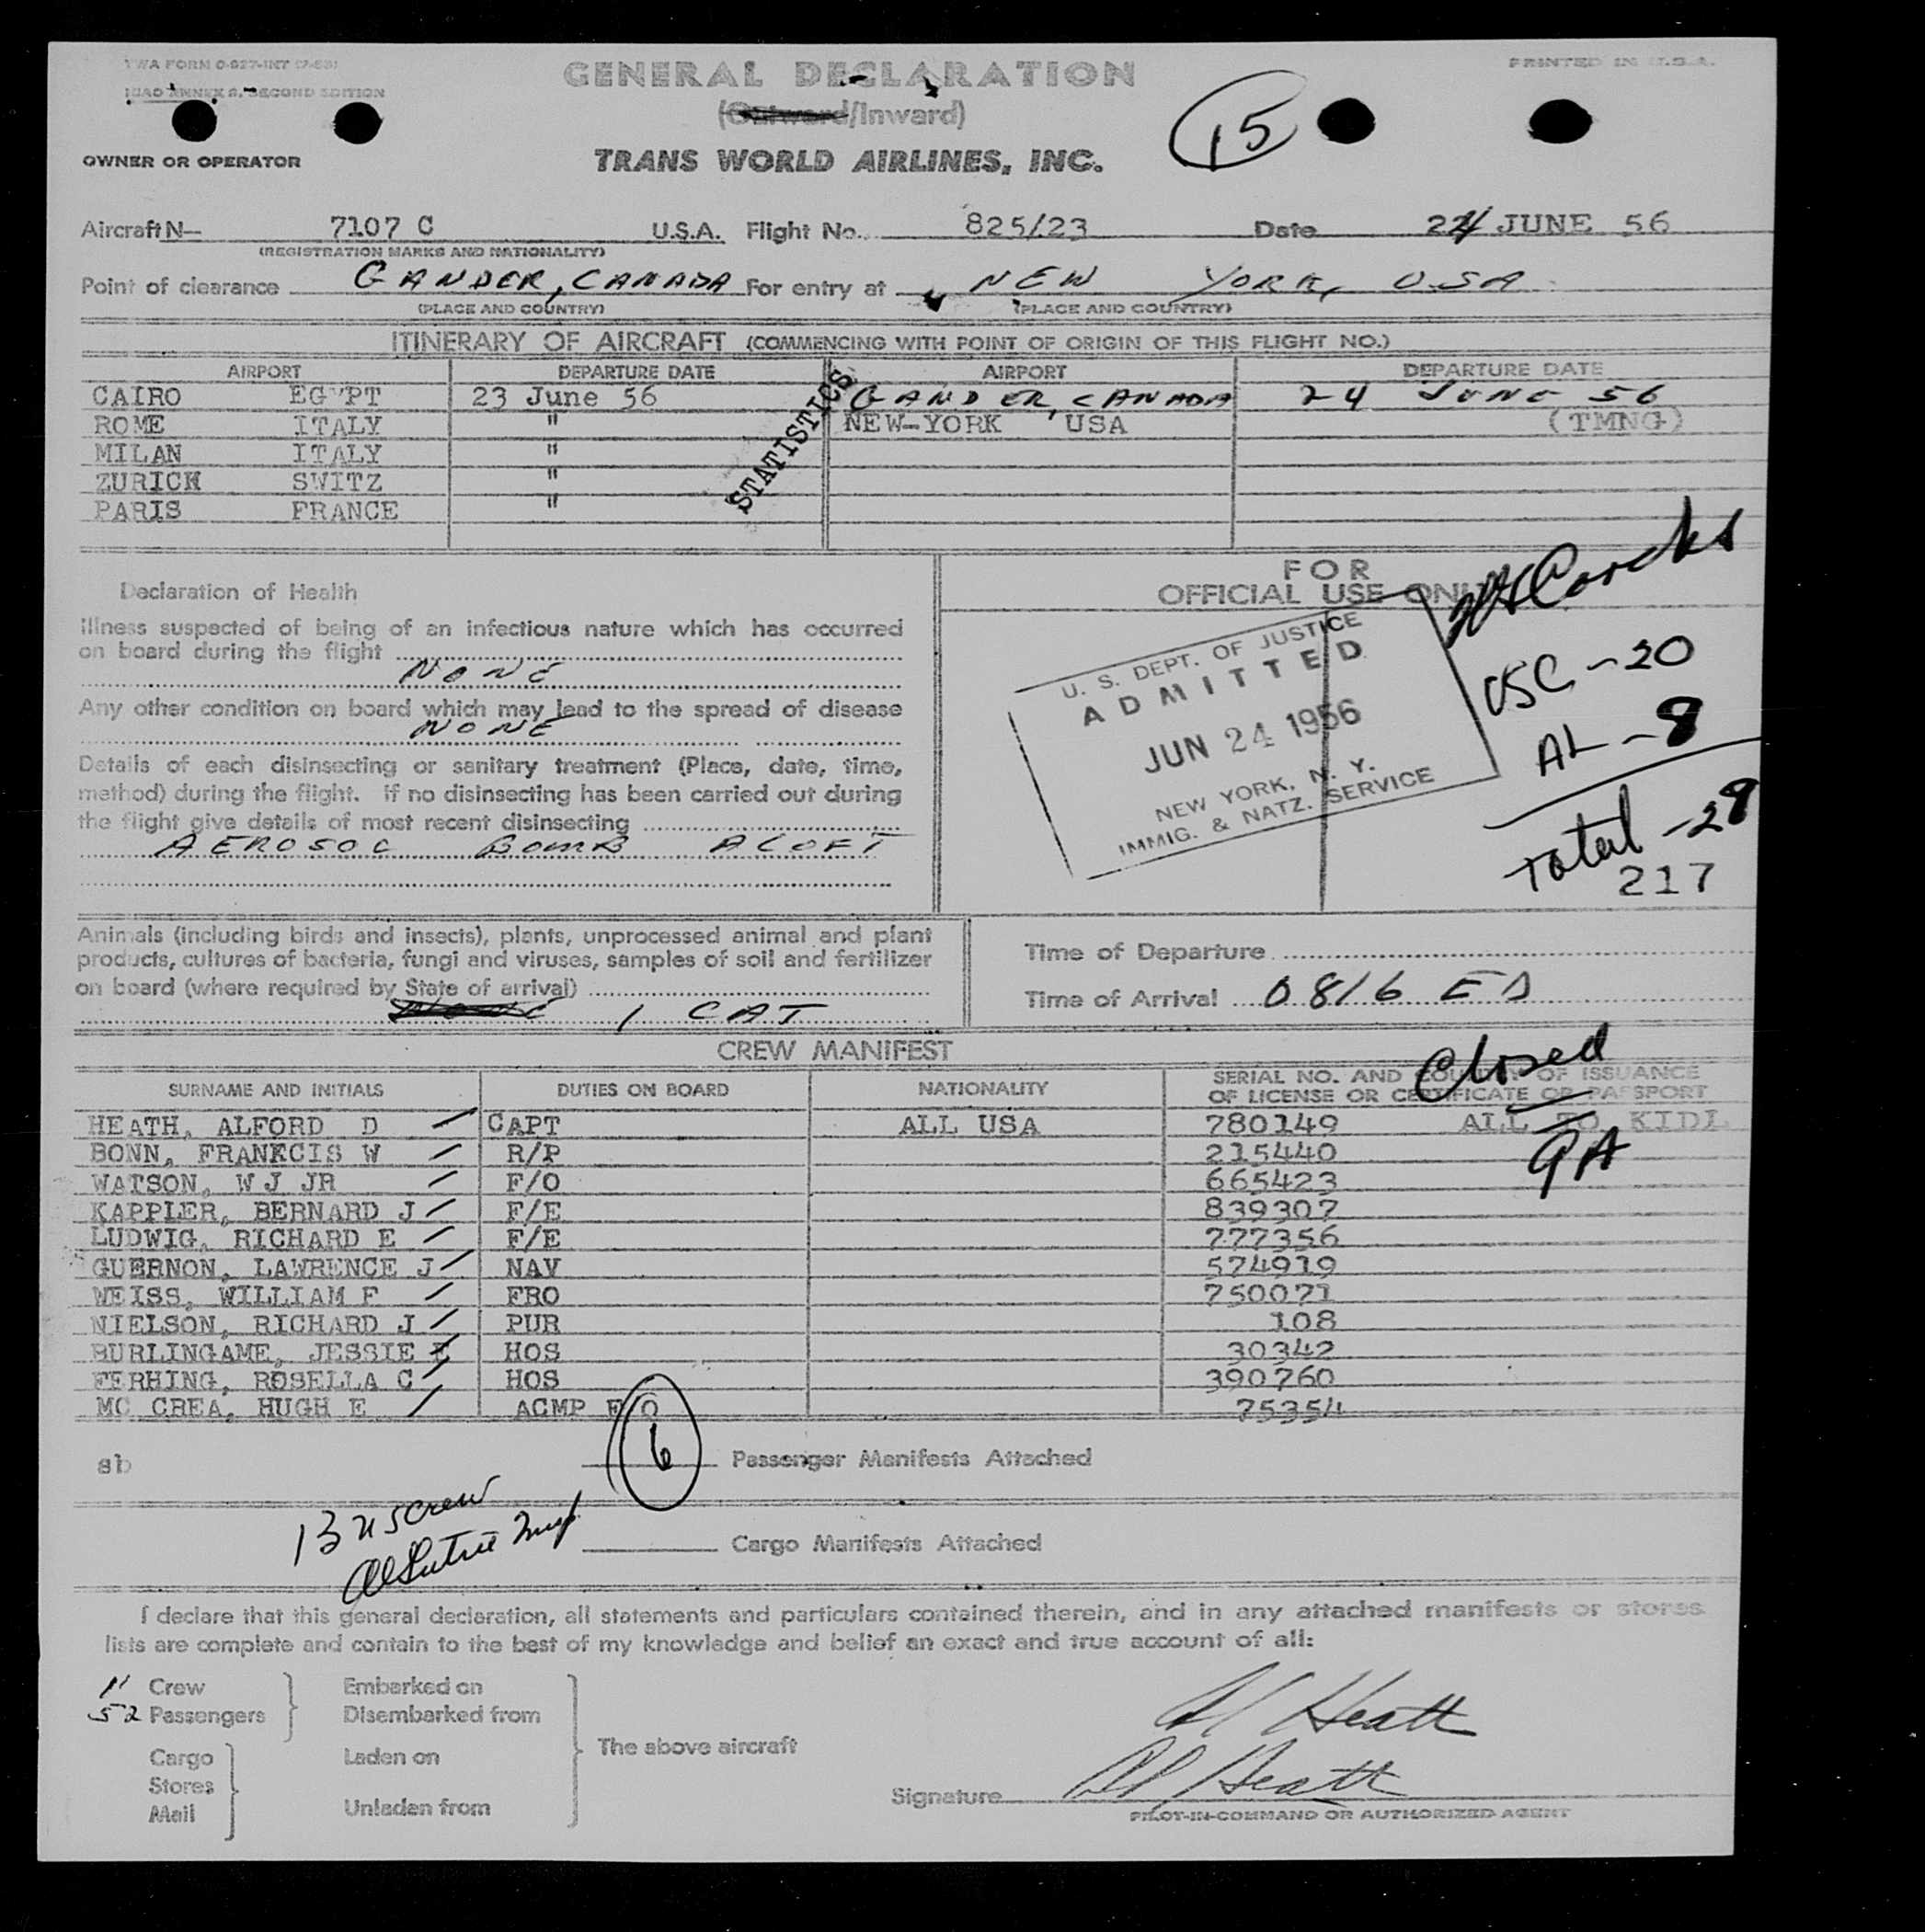 TWA FORM O-827-INT (7-53)
ICAO ANNEX 9, SECOND EDITION
PRINTED IN U.S.A.
GENERAL DECLARATION
(Outward/Inward)
15
OWNER OR OPERATOR
TRANS WORLD AIRLINES, INC.
Aircraft N— 7107 C U.S.A. Flight No. 825/23 Date 24 JUNE 56
(REGISTRATION MARKS AND NATIONALITY)
Point of clearance GANDER, CANADA For entry at NEW YORK, USA
(PLACE AND COUNTRY) (PLACE AND COUNTRY)
ITINERARY OF AIRCRAFT (COMMENCING WITH POINT OF ORIGIN OF THIS FLIGHT NO.)
AIRPORT DEPARTURE DATE AIRPORT DEPARTURE DATE
CAIRO EGYPT 23 June 56 GANDER, CANADA 24 JUNE 56
ROME ITALY " NEW-YORK USA (TMNG)
MILAN ITALY "
ZURICH SWITZ "
PARIS FRANCE "
STATISTICS
Declaration of Health
Illness suspected of being of an infectious nature which has occurred
on board during the flight
NONE
Any other condition on board which may lead to the spread of disease
NONE
Details of each disinsecting or sanitary treatment (Place, date, time,
method) during the flight. If no disinsecting has been carried out during
the flight give details of most recent disinsecting
AEROSOL BOMB ALOFT
FOR
OFFICIAL USE ONLY
U. S. DEPT. OF JUSTICE
ADMITTED
JUN 24 1956
NEW YORK, N. Y.
IMMIG. & NATZ. SERVICE
USC - 20
AL - 8
Total - 28
217
Animals (including birds and insects), plants, unprocessed animal and plant
products, cultures of bacteria, fungi and viruses, samples of soil and fertilizer
on board (where required by State of arrival)
1 CAT
Time of Departure
Time of Arrival 0816 ED
Closed
CREW MANIFEST
SURNAME AND INITIALS DUTIES ON BOARD NATIONALITY SERIAL NO. AND COUNTRY OF ISSUANCE
OF LICENSE OR CERTIFICATE OR PASSPORT
HEATH, ALFORD D CAPT ALL USA 780149 ALL TO KIDL
BONN, FRANKCIS W R/P 215440
WATSON, W J JR F/O 665423
KAPPLER, BERNARD J F/E 839307
LUDWIG, RICHARD E F/E 777356
GUERNON, LAWRENCE J NAV 574919
WEISS, WILLIAM F FRO 750071
NIELSON, RICHARD J PUR 108
BURLINGAME, JESSIE E HOS 30342
FERHING, ROSELLA C HOS 390760
MC CREA, HUGH E ACMP F/O 75354
sb
6 Passenger Manifests Attached
Cargo Manifests Attached
I declare that this general declaration, all statements and particulars contained therein, and in any attached manifests or stores
lists are complete and contain to the best of my knowledge and belief an exact and true account of all:
11 Crew
52 Passengers
Embarked on
Disembarked from
Cargo
Stores
Mail
Laden on
Unladen from
The above aircraft
Al Heath
Signature Al Heath
PILOT-IN-COMMAND OR AUTHORIZED AGENT